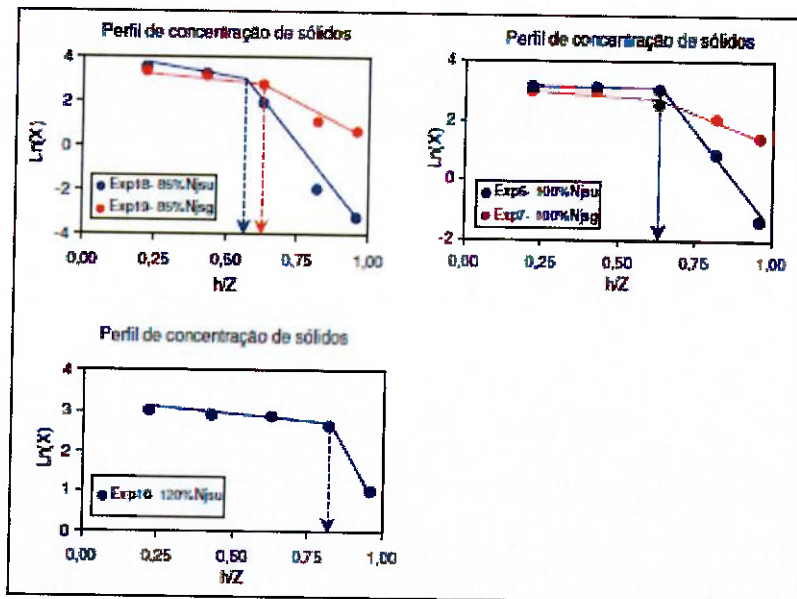 Perfil de concentração de sólidos
4
2
0
-2
-4
Ln(X)
Exp18- 85%Njsu
Exp19- 85%Njsg
0,00 0,25 0,50 0,75 1,00
h/Z
Perfil de concentração de sólidos
4
2
0
-2
Ln(X)
Exp6- 100%Njsu
Exp7- 100%Njsg
0,00 0,25 0,50 0,75 1,00
h/Z
Perfil de concentração de sólidos
4
3
2
1
0
Ln(X)
120%Njsu
0,00 0,25 0,50 0,75 1,00
h/Z